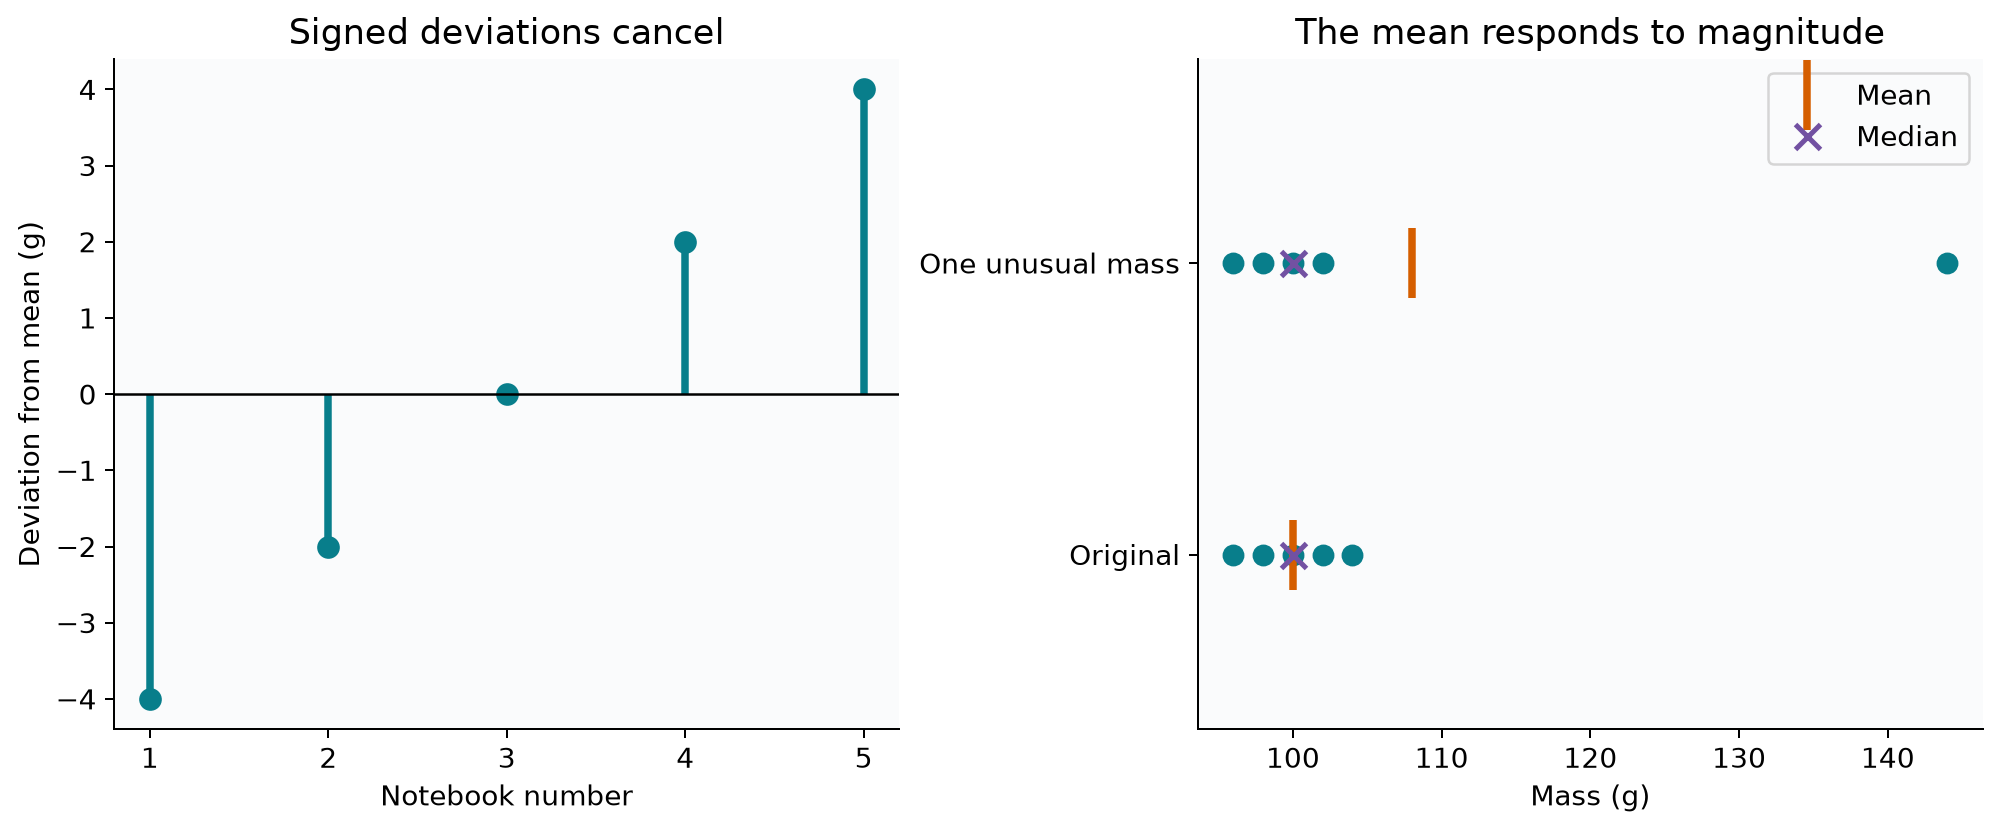 Signed deviations cancel
Deviation from mean (g)
4
3
2
1
0
−1
−2
−3
−4
1 2 3 4 5
Notebook number
The mean responds to magnitude
Mean
Median
One unusual mass
Original
100 110 120 130 140
Mass (g)